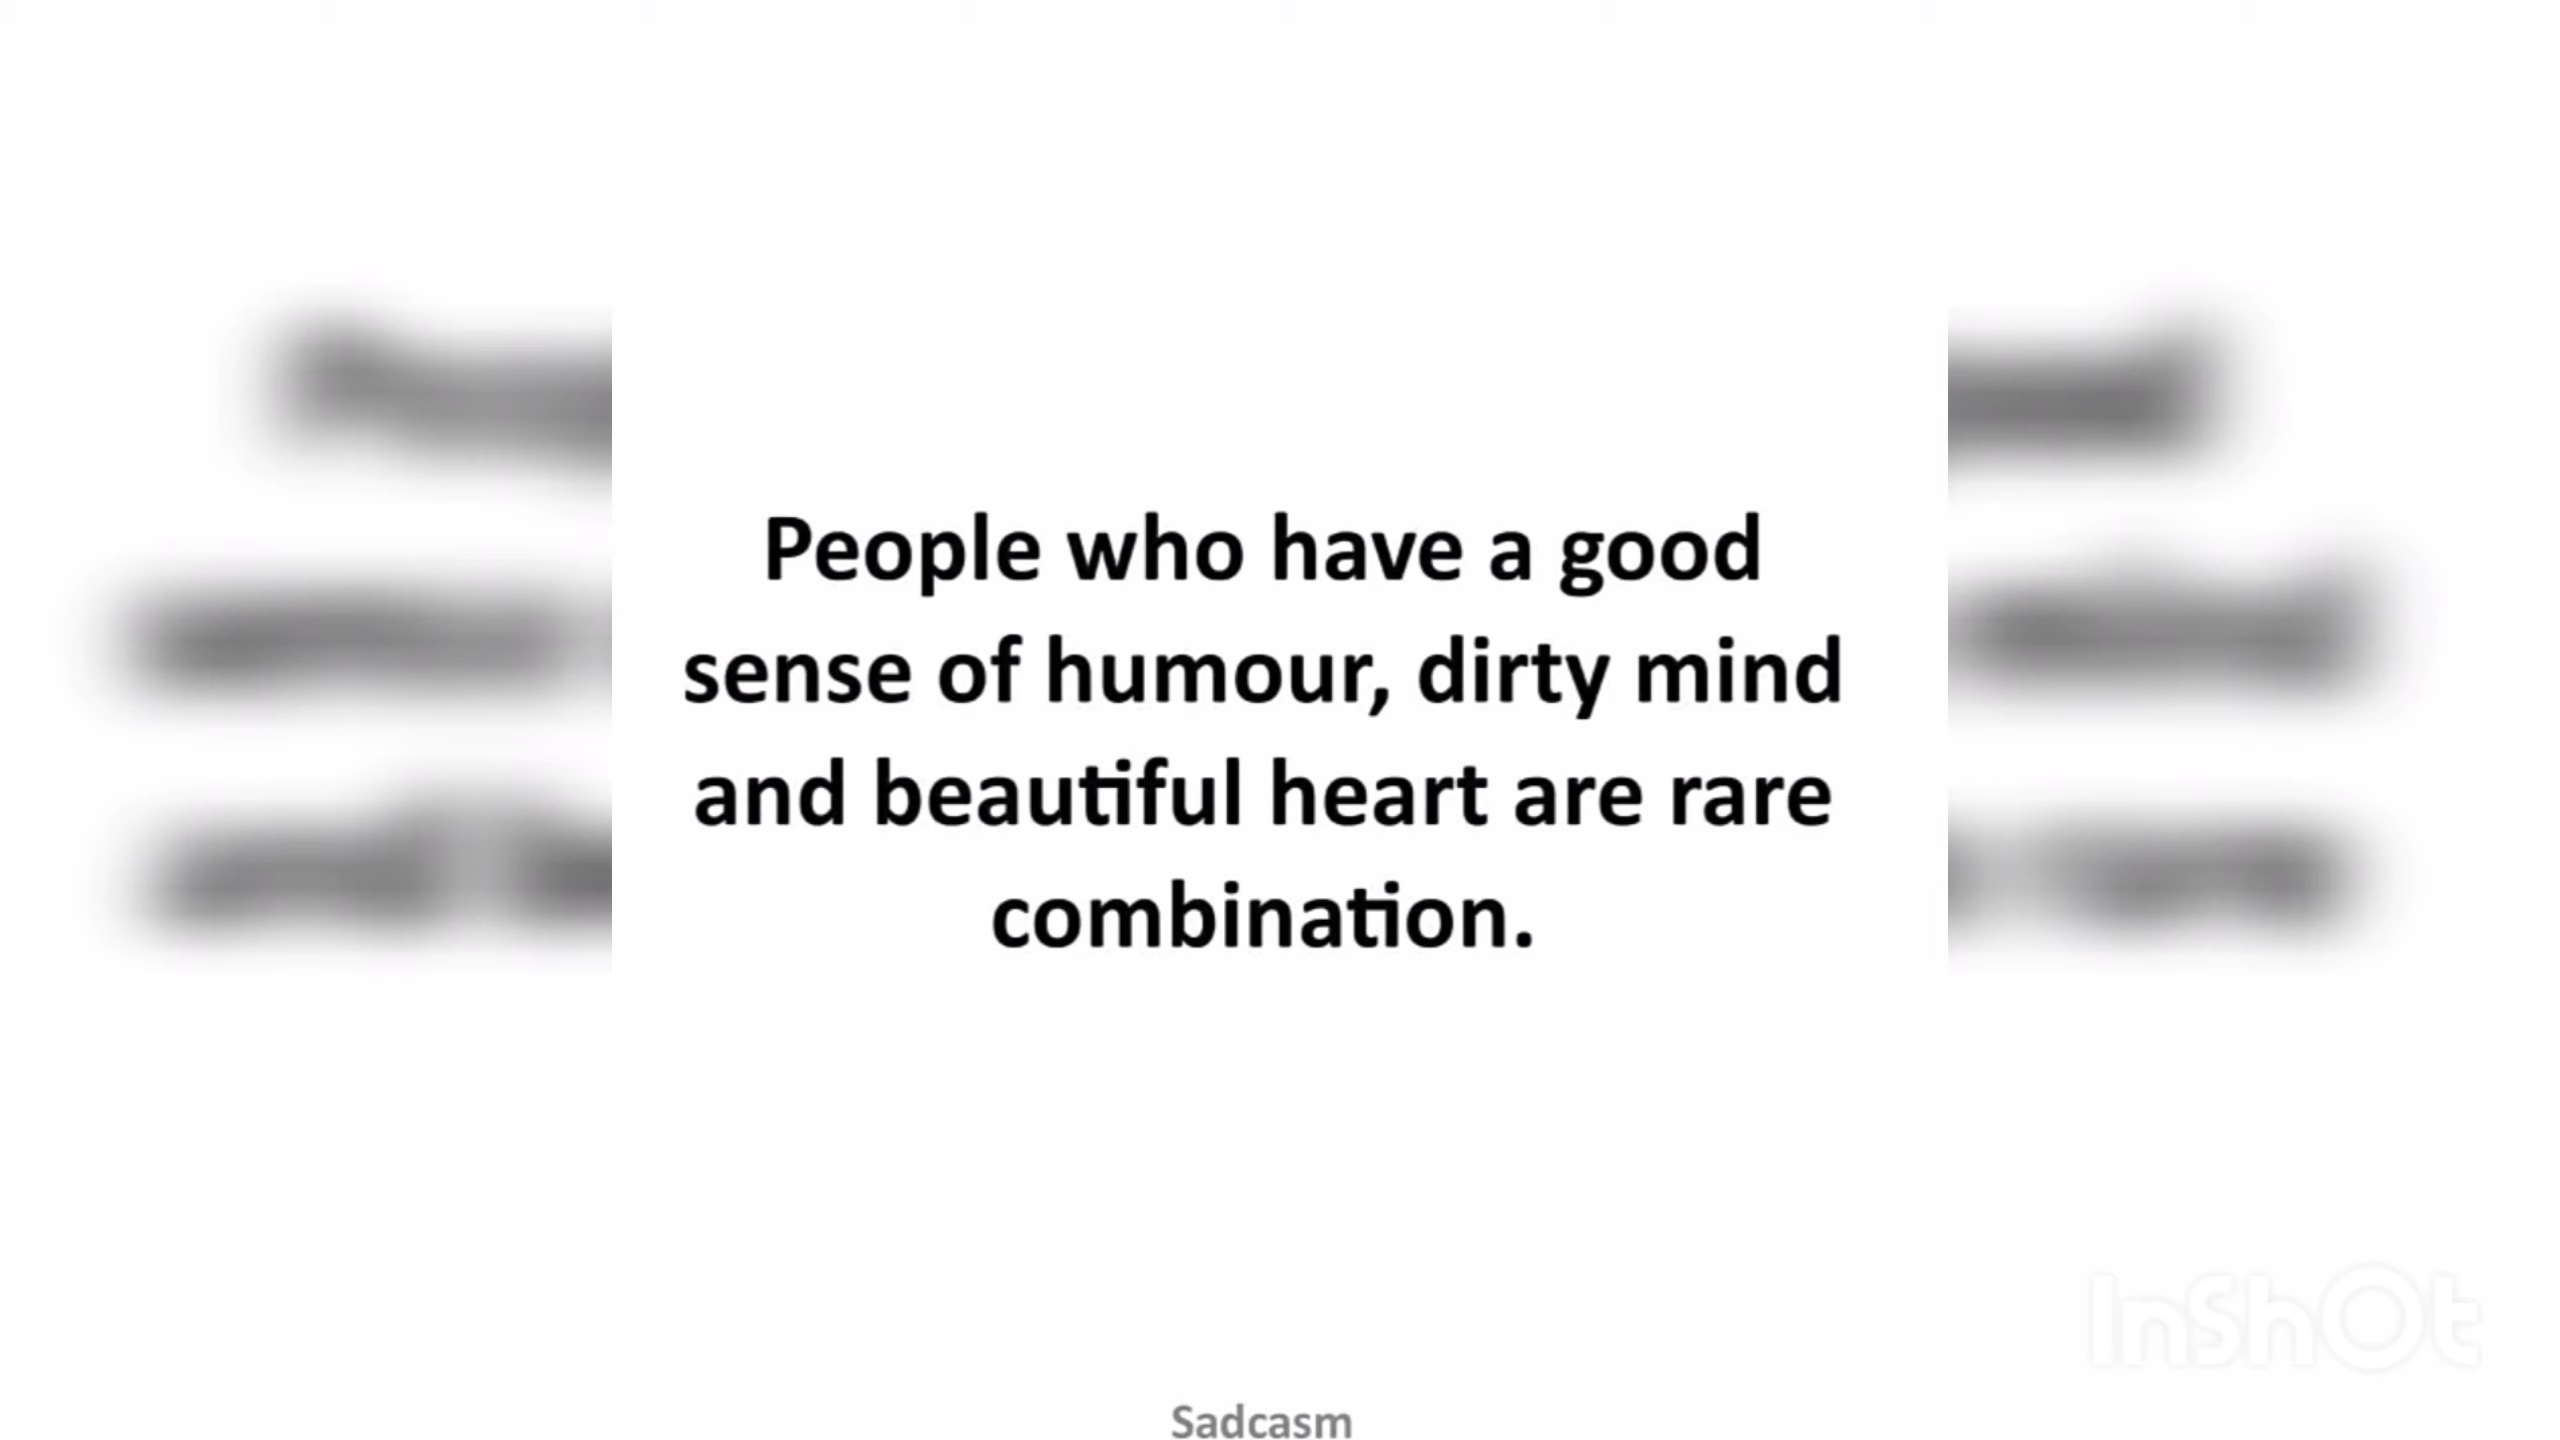 People who have a good
sense of humour, dirty mind
and beautiful heart are rare
combination.
InShOt
Sadcasm